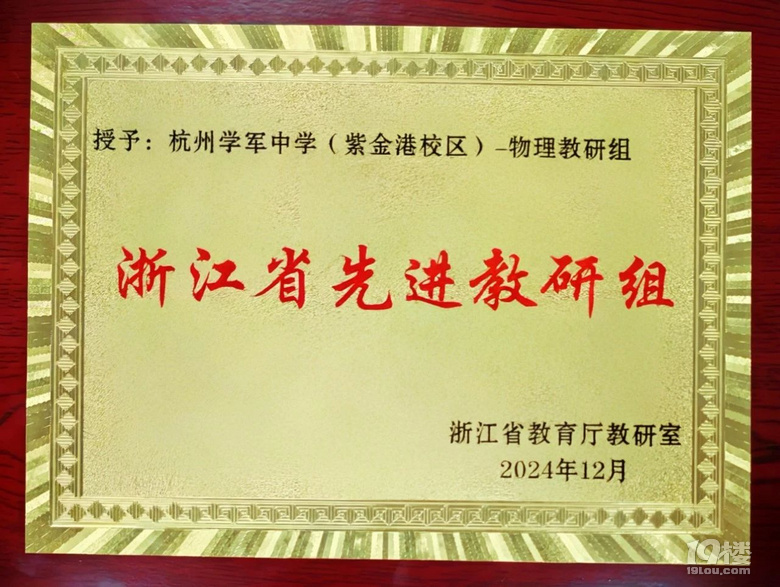 授予：杭州学军中学（紫金港校区）-物理教研组
浙江省先进教研组
浙江省教育厅教研室
2024年12月
19楼
19lou.com